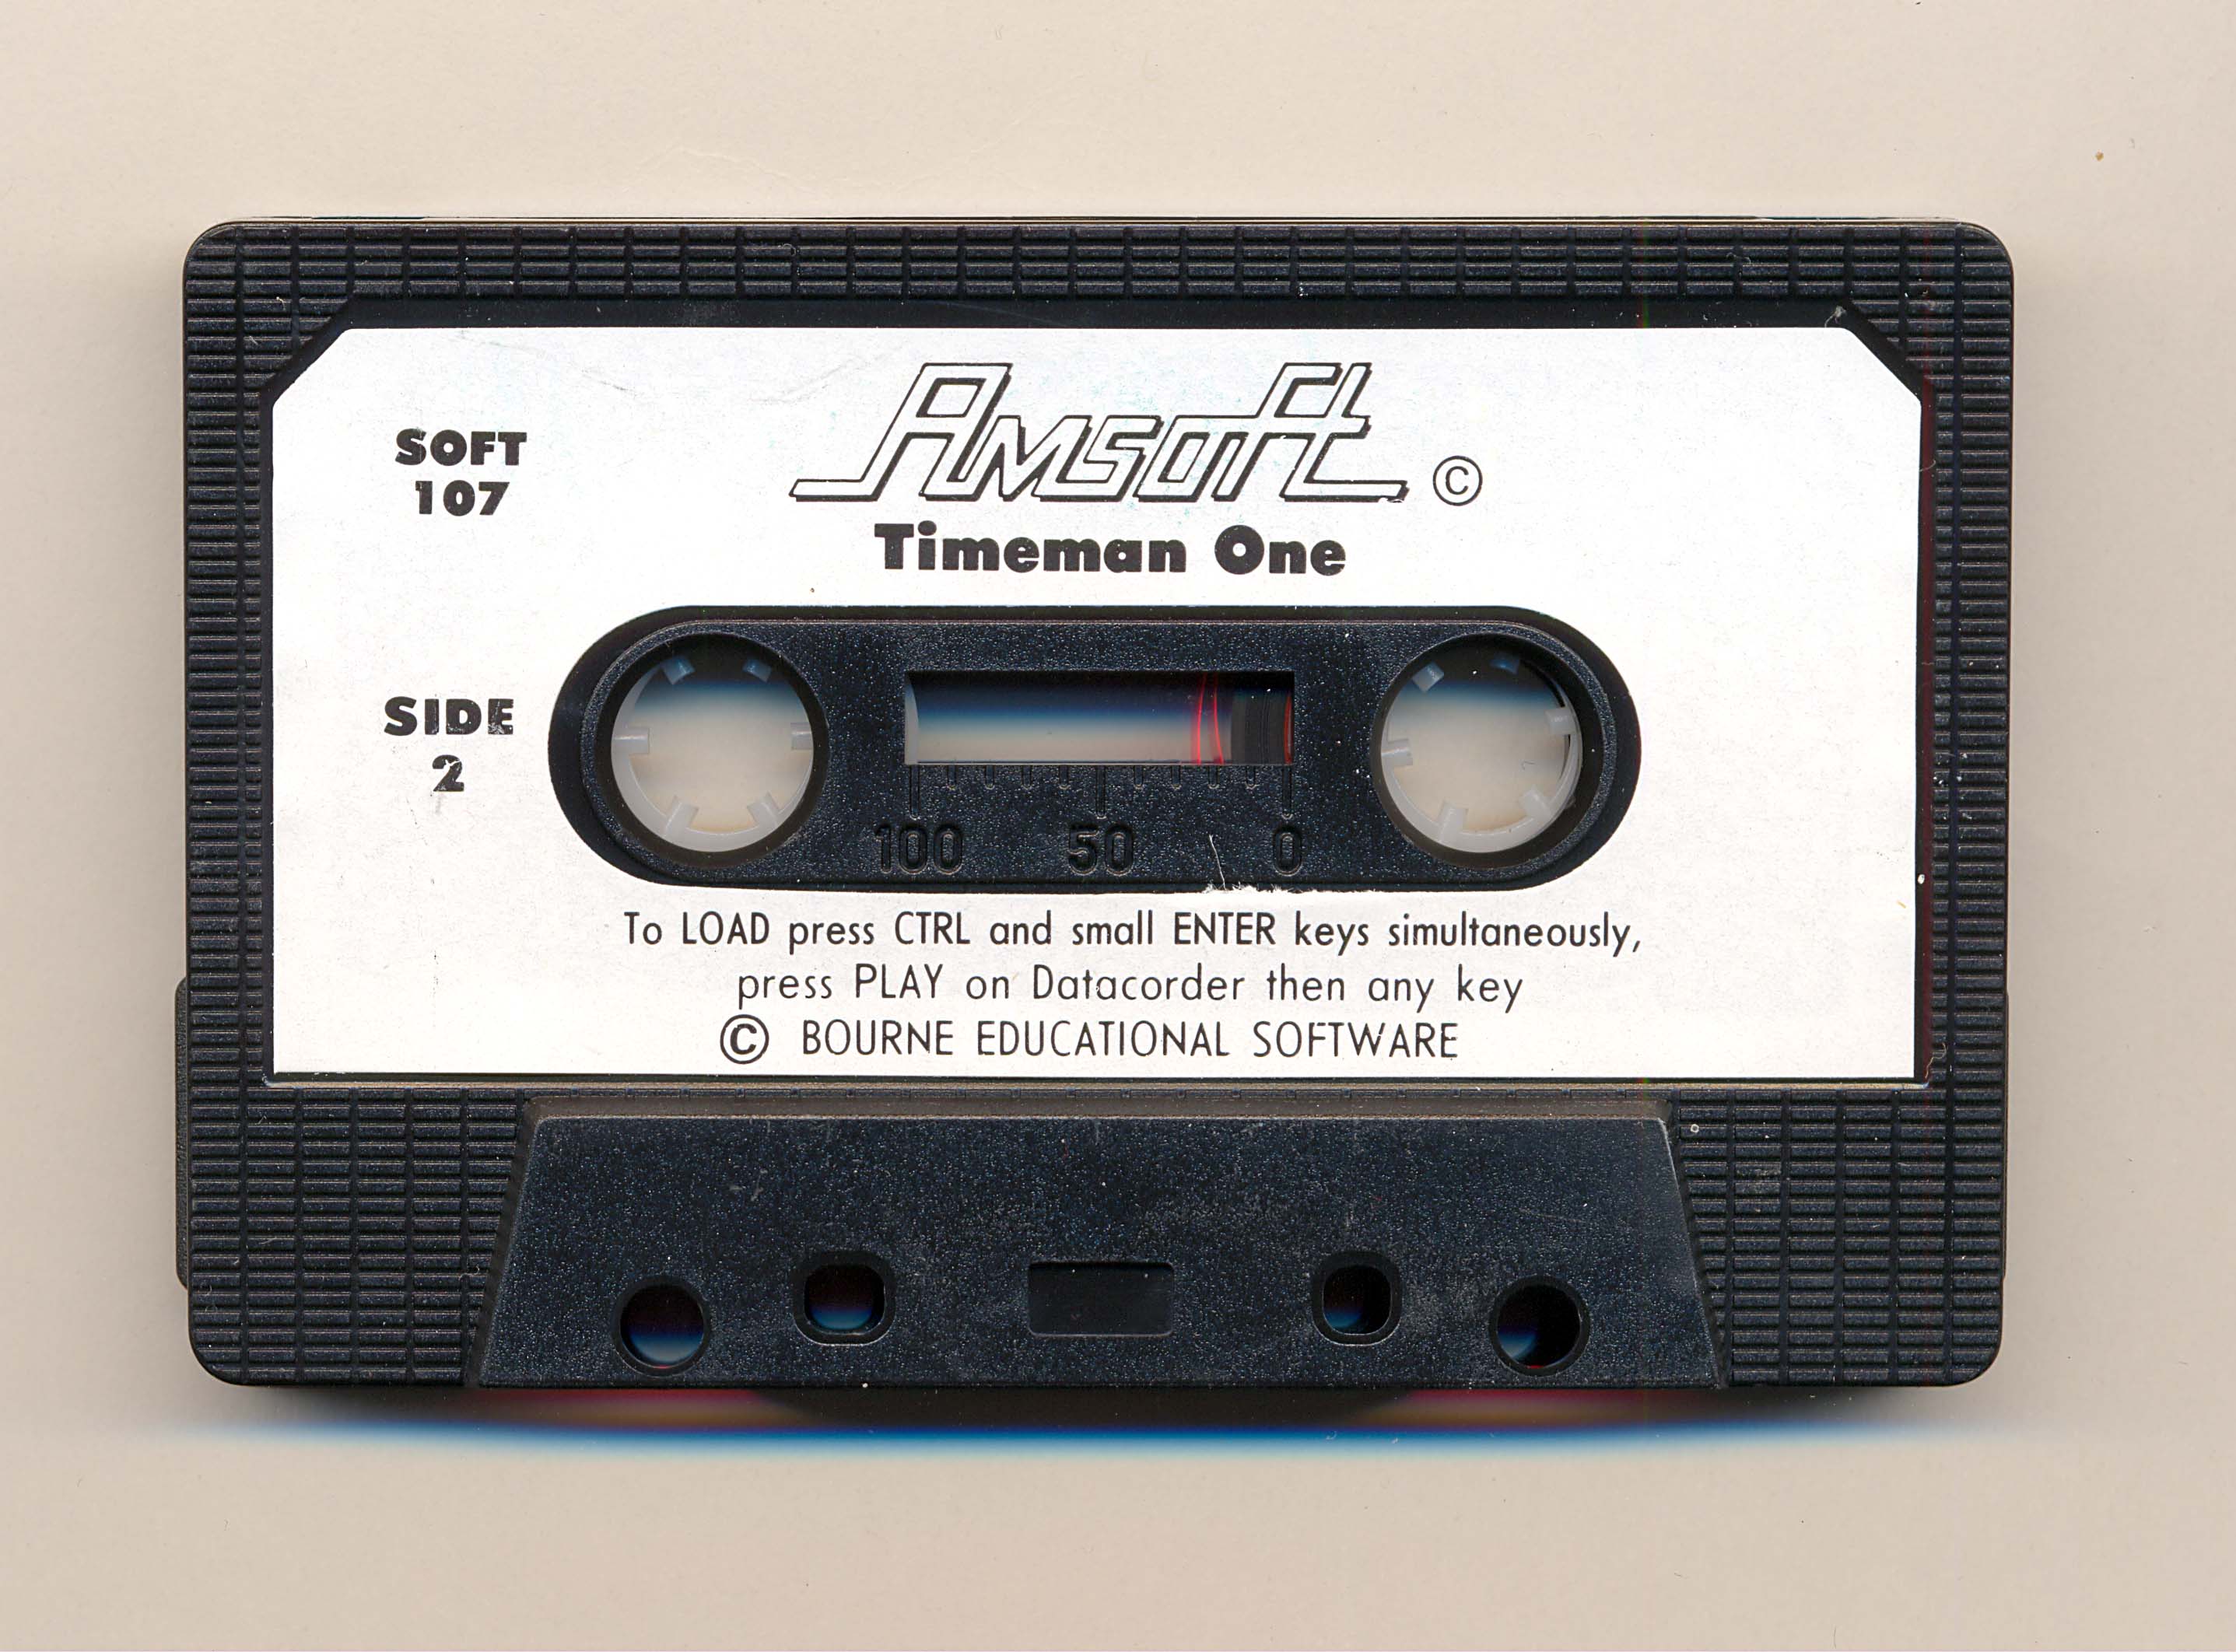 Amsoft ©
SOFT
107
Timeman One
SIDE
2
100 50 0
To LOAD press CTRL and small ENTER keys simultaneously,
press PLAY on Datacorder then any key
© BOURNE EDUCATIONAL SOFTWARE